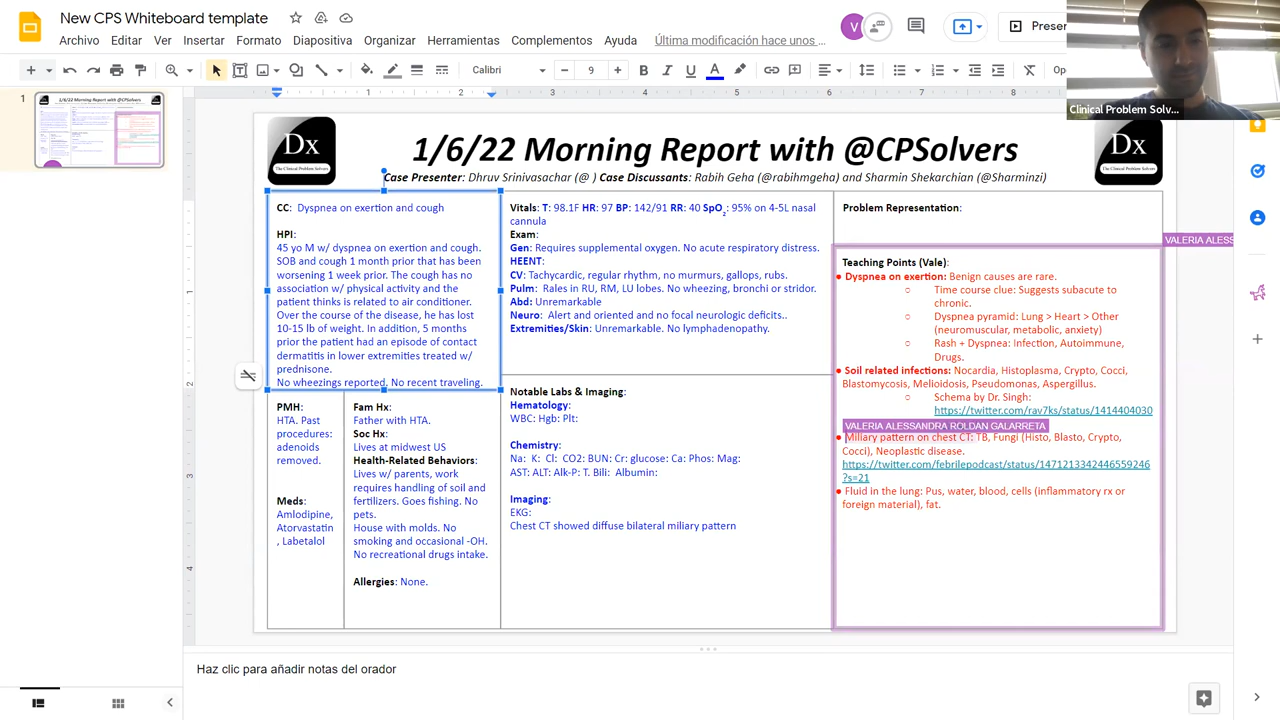 New CPS Whiteboard template
Archivo Editar Ver Insertar Formato Diapositiva Organizar Herramientas Complementos Ayuda Última modificación hace unos …
V
Calibri
9
Clinical Problem Solv...
1
1 2 3 4 5 6 7 8
1/6/22 Morning Report with @CPSolvers
Case Presenter: Dhruv Srinivasachar (@ ) Case Discussants: Rabih Geha (@rabihmgeha) and Sharmin Shekarchian (@Sharminzi)
Dx
The Clinical Problem Solvers
Dx
The Clinical Problem Solvers
CC: Dyspnea on exertion and cough
HPI:
45 yo M w/ dyspnea on exertion and cough.
SOB and cough 1 month prior that has been
worsening 1 week prior. The cough has no
association w/ physical activity and the
patient thinks is related to air conditioner.
Over the course of the disease, he has lost
10-15 lb of weight. In addition, 5 months
prior the patient had an episode of contact
dermatitis in lower extremities treated w/
prednisone.
No wheezings reported. No recent traveling.
PMH:
HTA. Past
procedures:
adenoids
removed.
Meds:
Amlodipine,
Atorvastatin
, Labetalol
Fam Hx:
Father with HTA.
Soc Hx:
Lives at midwest US
Health-Related Behaviors:
Lives w/ parents, work
requires handling of soil and
fertilizers. Goes fishing. No
pets.
House with molds. No
smoking and occasional -OH.
No recreational drugs intake.
Allergies: None.
Vitals: T: 98.1F HR: 97 BP: 142/91 RR: 40 SpO2: 95% on 4-5L nasal
cannula
Exam:
Gen: Requires supplemental oxygen. No acute respiratory distress.
HEENT:
CV: Tachycardic, regular rhythm, no murmurs, gallops, rubs.
Pulm: Rales in RU, RM, LU lobes. No wheezing, bronchi or stridor.
Abd: Unremarkable
Neuro: Alert and oriented and no focal neurologic deficits..
Extremities/Skin: Unremarkable. No lymphadenopathy.
Notable Labs & Imaging:
Hematology:
WBC: Hgb: Plt:
Chemistry:
Na: K: Cl: CO2: BUN: Cr: glucose: Ca: Phos: Mag:
AST: ALT: Alk-P: T. Bili: Albumin:
Imaging:
EKG:
Chest CT showed diffuse bilateral miliary pattern
Problem Representation:
VALERIA ALESS
Teaching Points (Vale):
● Dyspnea on exertion: Benign causes are rare.
○ Time course clue: Suggests subacute to
chronic.
○ Dyspnea pyramid: Lung > Heart > Other
(neuromuscular, metabolic, anxiety)
○ Rash + Dyspnea: Infection, Autoimmune,
Drugs.
● Soil related infections: Nocardia, Histoplasma, Crypto, Cocci,
Blastomycosis, Melioidosis, Pseudomonas, Aspergillus.
○ Schema by Dr. Singh:
https://twitter.com/rav7ks/status/1414404030
VALERIA ALESSANDRA ROLDAN GALARRETA
● Miliary pattern on chest CT: TB, Fungi (Histo, Blasto, Crypto,
Cocci), Neoplastic disease.
https://twitter.com/febrilepodcast/status/1471213342446559246
?s=21
● Fluid in the lung: Pus, water, blood, cells (inflammatory rx or
foreign material), fat.
Haz clic para añadir notas del orador